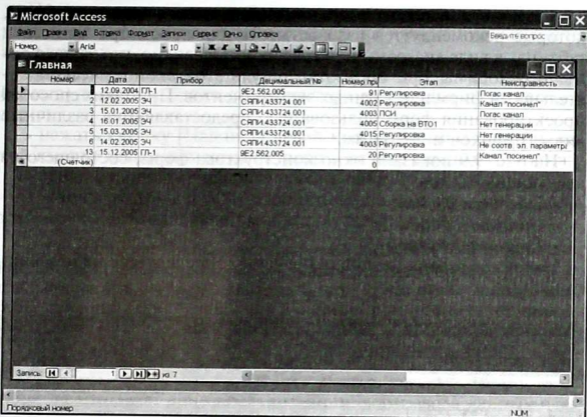 Microsoft Access
Файл Правка Вид Вставка Формат Записи Сервис Окно Справка
Введите вопрос
Номер Arial 10 Ж К Ч
Главная
Номер Дата Прибор Децимальный № Номер при Этап Неисправность
1 12.09.2004 ГЛ-1 9Е2.562.005 91 Регулировка Погас канал
2 12.02.2005 ЭЧ СЯПИ.433724.001 4002 Регулировка Канал "посинел"
3 15.01.2005 ЭЧ СЯПИ.433724.001 4003 ПСИ Погас канал
4 16.01.2005 ЭЧ СЯПИ.433724.001 4005 Сборка на ВТО1 Нет генерации
5 15.03.2005 ЭЧ СЯПИ.433724.001 4015 Регулировка Нет генерации
6 14.02.2005 ЭЧ СЯПИ.433724.001 4003 Регулировка Не соотв. эл. параметры
13 15.12.2005 ГЛ-1 9Е2.562.005 20 Регулировка Канал "посинел"
(Счетчик) 0
Запись: 1 из 7
Порядковый номер
NUM